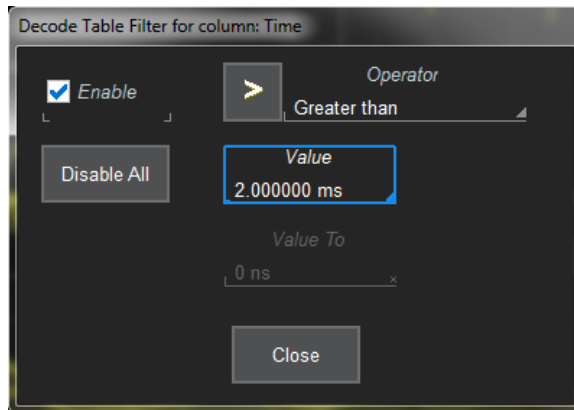 Decode Table Filter for column: Time
Enable
>
Operator
Greater than
Disable All
Value
2.000000 ms
Value To
0 ns
Close